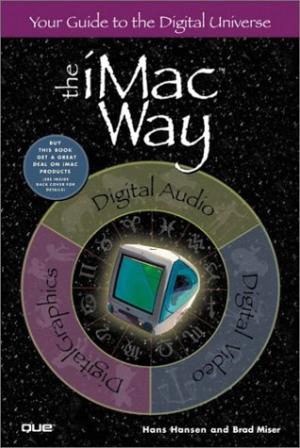 Your Guide to the Digital Universe
the iMac™
Way
BUY
THIS BOOK
GET A GREAT
DEAL ON IMAC
PRODUCTS
(SEE INSIDE
BACK COVER FOR
DETAILS)
Digital Audio
Digital Graphics
Digital Video
QUE®
Hans Hansen and Brad Miser